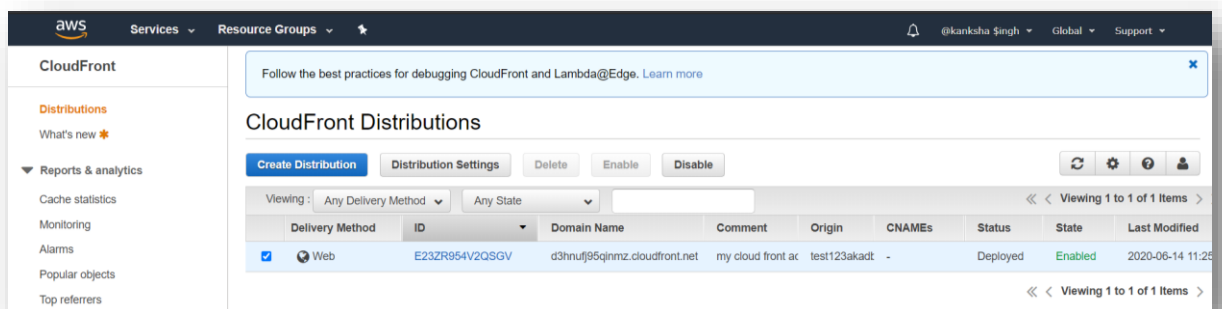 aws Services Resource Groups @kanksha $ingh Global Support
CloudFront
Distributions
What's new
Reports & analytics
Cache statistics
Monitoring
Alarms
Popular objects
Top referrers
Follow the best practices for debugging CloudFront and Lambda@Edge. Learn more
CloudFront Distributions
Create Distribution Distribution Settings Delete Enable Disable
Viewing : Any Delivery Method Any State Viewing 1 to 1 of 1 Items
Delivery Method ID Domain Name Comment Origin CNAMEs Status State Last Modified
Web E23ZR954V2QSGV d3hnufj95qinmz.cloudfront.net my cloud front ac test123akadt - Deployed Enabled 2020-06-14 11:25
Viewing 1 to 1 of 1 Items